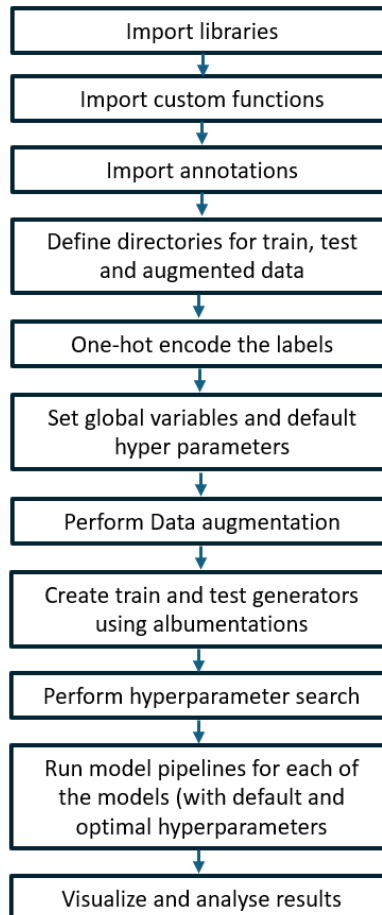 Import libraries
Import custom functions
Import annotations
Define directories for train, test
and augmented data
One-hot encode the labels
Set global variables and default
hyper parameters
Perform Data augmentation
Create train and test generators
using albumentations
Perform hyperparameter search
Run model pipelines for each of
the models (with default and
optimal hyperparameters
Visualize and analyse results